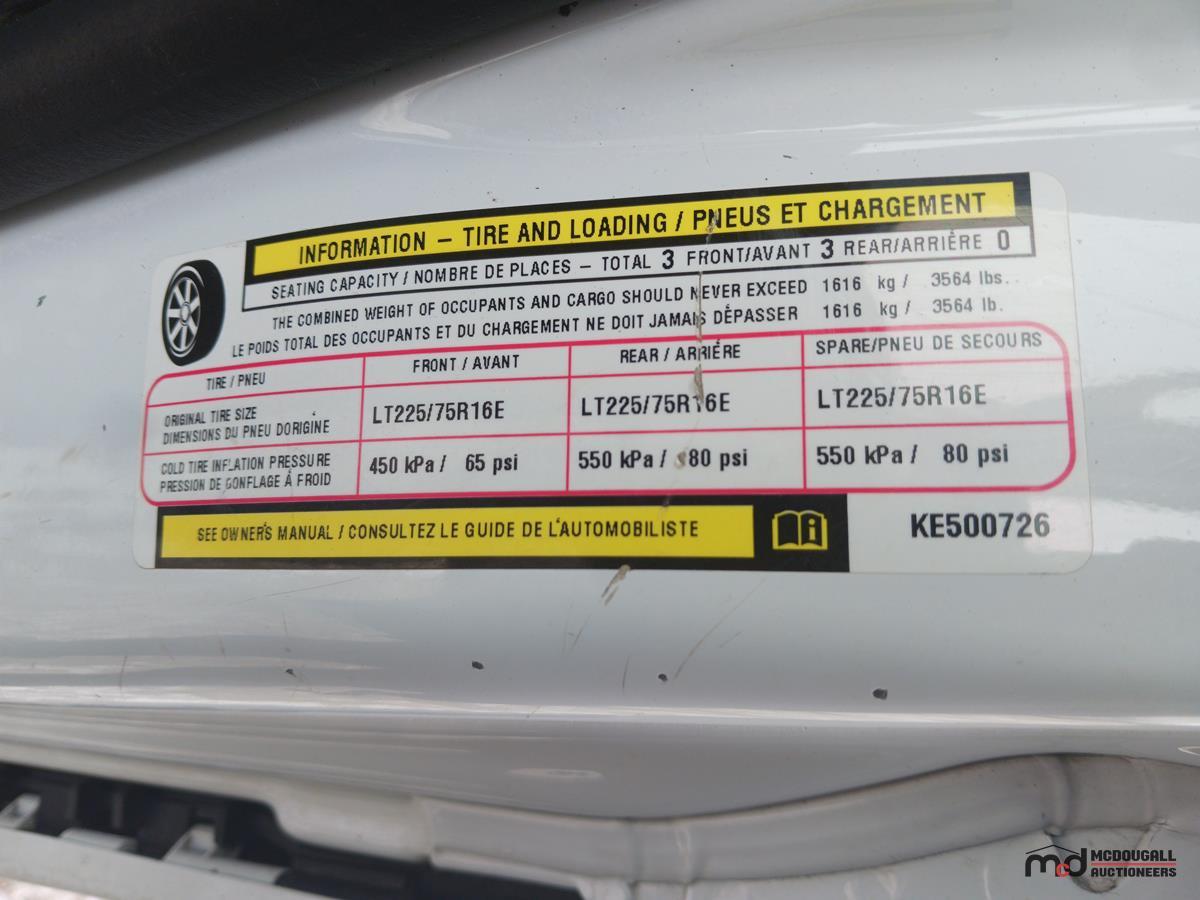 INFORMATION – TIRE AND LOADING / PNEUS ET CHARGEMENT
SEATING CAPACITY / NOMBRE DE PLACES – TOTAL 3 FRONT/AVANT 3 REAR/ARRIÈRE 0
THE COMBINED WEIGHT OF OCCUPANTS AND CARGO SHOULD NEVER EXCEED 1616 kg / 3564 lbs.
LE POIDS TOTAL DES OCCUPANTS ET DU CHARGEMENT NE DOIT JAMAIS DÉPASSER 1616 kg / 3564 lb.
TIRE / PNEU FRONT / AVANT REAR / ARRIÉRE SPARE/PNEU DE SECOURS
ORIGINAL TIRE SIZE
DIMENSIONS DU PNEU DORIGINE
LT225/75R16E LT225/75R16E LT225/75R16E
COLD TIRE INFLATION PRESSURE
PRESSION DE GONFLAGE À FROID
450 kPa / 65 psi 550 kPa / 80 psi 550 kPa / 80 psi
SEE OWNER'S MANUAL / CONSULTEZ LE GUIDE DE L'AUTOMOBILISTE
KE500726
mcd MCDOUGALL
AUCTIONEERS